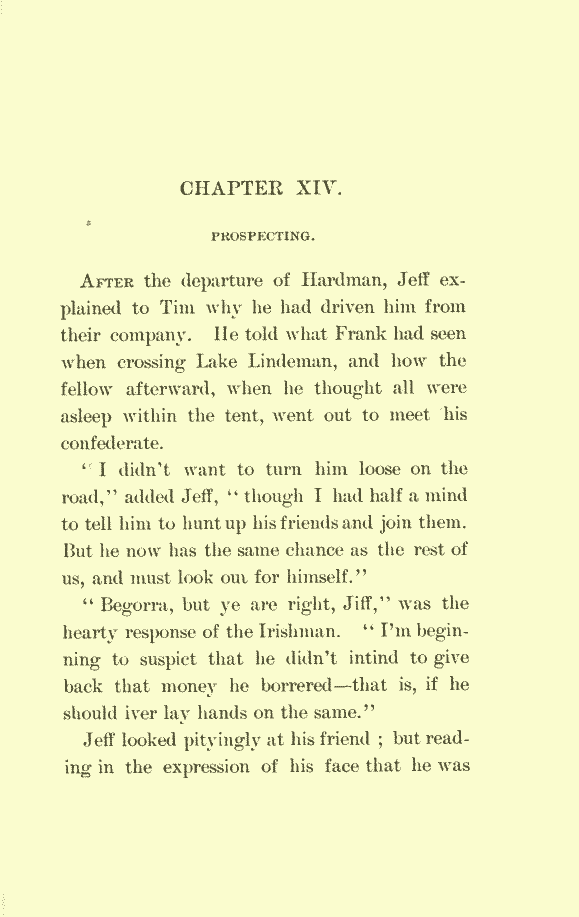 CHAPTER XIV.
PROSPECTING.
AFTER the departure of Hardman, Jeff ex-
plained to Tim why he had driven him from
their company. He told what Frank had seen
when crossing Lake Lindeman, and how the
fellow afterward, when he thought all were
asleep within the tent, went out to meet his
confederate.
“I didn't want to turn him loose on the
road,” added Jeff, “though I had half a mind
to tell him to hunt up his friends and join them.
But he now has the same chance as the rest of
us, and must look out for himself.”
“Begorra, but ye are right, Jiff,” was the
hearty response of the Irishman. “I'm begin-
ning to suspict that he didn't intind to give
back that money he borrered—that is, if he
should iver lay hands on the same.”
Jeff looked pityingly at his friend ; but read-
ing in the expression of his face that he was